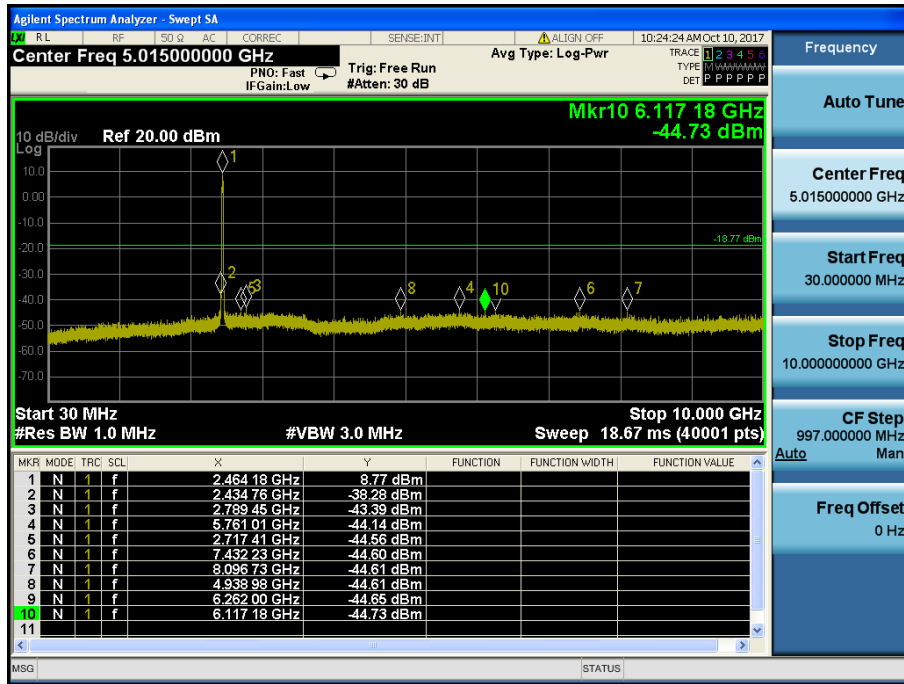 Agilent Spectrum Analyzer - Swept SA
LXI RL RF 50 Ω AC CORREC SENSE:INT ALIGN OFF 10:24:24 AM Oct 10, 2017
Center Freq 5.015000000 GHz Avg Type: Log-Pwr TRACE 1 2 3 4 5 6
PNO: Fast Trig: Free Run TYPE M WWWWW
IFGain:Low #Atten: 30 dB DET P P P P P P
Mkr10 6.117 18 GHz
-44.73 dBm
10 dB/div Ref 20.00 dBm
Log
10.0
0.00
-10.0
-20.0
-30.0
-40.0
-50.0
-60.0
-70.0
-18.77 dBm
1
2
5 3 8 4 10 6 7
Start 30 MHz Stop 10.000 GHz
#Res BW 1.0 MHz #VBW 3.0 MHz Sweep 18.67 ms (40001 pts)
MKR MODE TRC SCL X Y FUNCTION FUNCTION WIDTH FUNCTION VALUE
1 N 1 f 2.464 18 GHz 8.77 dBm
2 N 1 f 2.434 76 GHz -38.28 dBm
3 N 1 f 2.789 45 GHz -43.39 dBm
4 N 1 f 5.761 01 GHz -44.14 dBm
5 N 1 f 2.717 41 GHz -44.56 dBm
6 N 1 f 7.432 23 GHz -44.60 dBm
7 N 1 f 8.096 73 GHz -44.61 dBm
8 N 1 f 4.938 98 GHz -44.61 dBm
9 N 1 f 6.262 00 GHz -44.65 dBm
10 N 1 f 6.117 18 GHz -44.73 dBm
11
MSG STATUS
Frequency
Auto Tune
Center Freq
5.015000000 GHz
Start Freq
30.000000 MHz
Stop Freq
10.000000000 GHz
CF Step
997.000000 MHz
Auto Man
Freq Offset
0 Hz